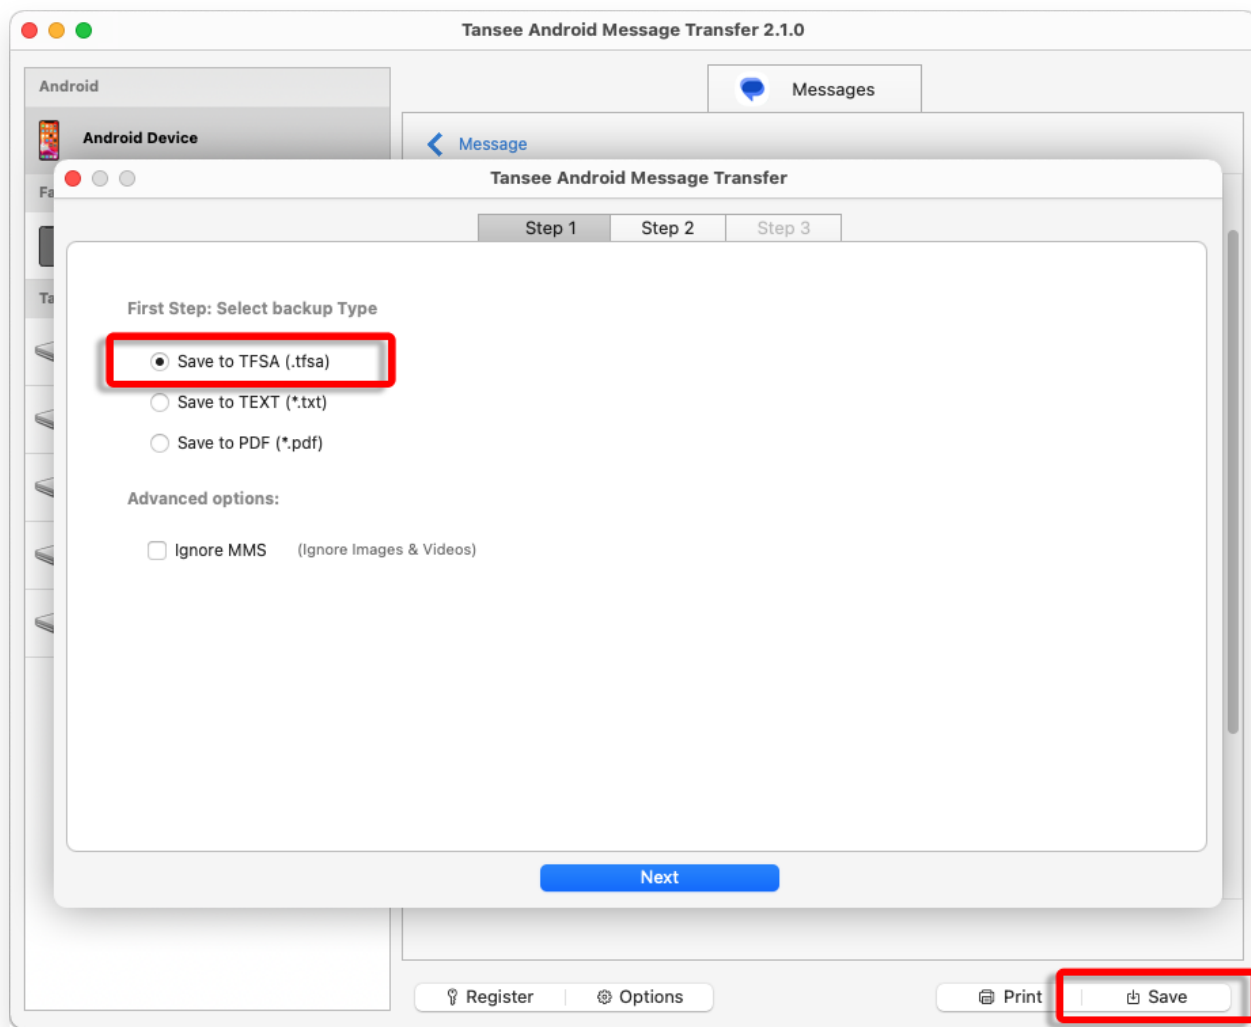 Tansee Android Message Transfer 2.1.0
Android
Messages
Android Device
Message
Fa
Tansee Android Message Transfer
Step 1 Step 2 Step 3
Ta
First Step: Select backup Type
Save to TFSA (.tfsa)
Save to TEXT (*.txt)
Save to PDF (*.pdf)
Advanced options:
Ignore MMS (Ignore Images & Videos)
Next
Register Options Print Save